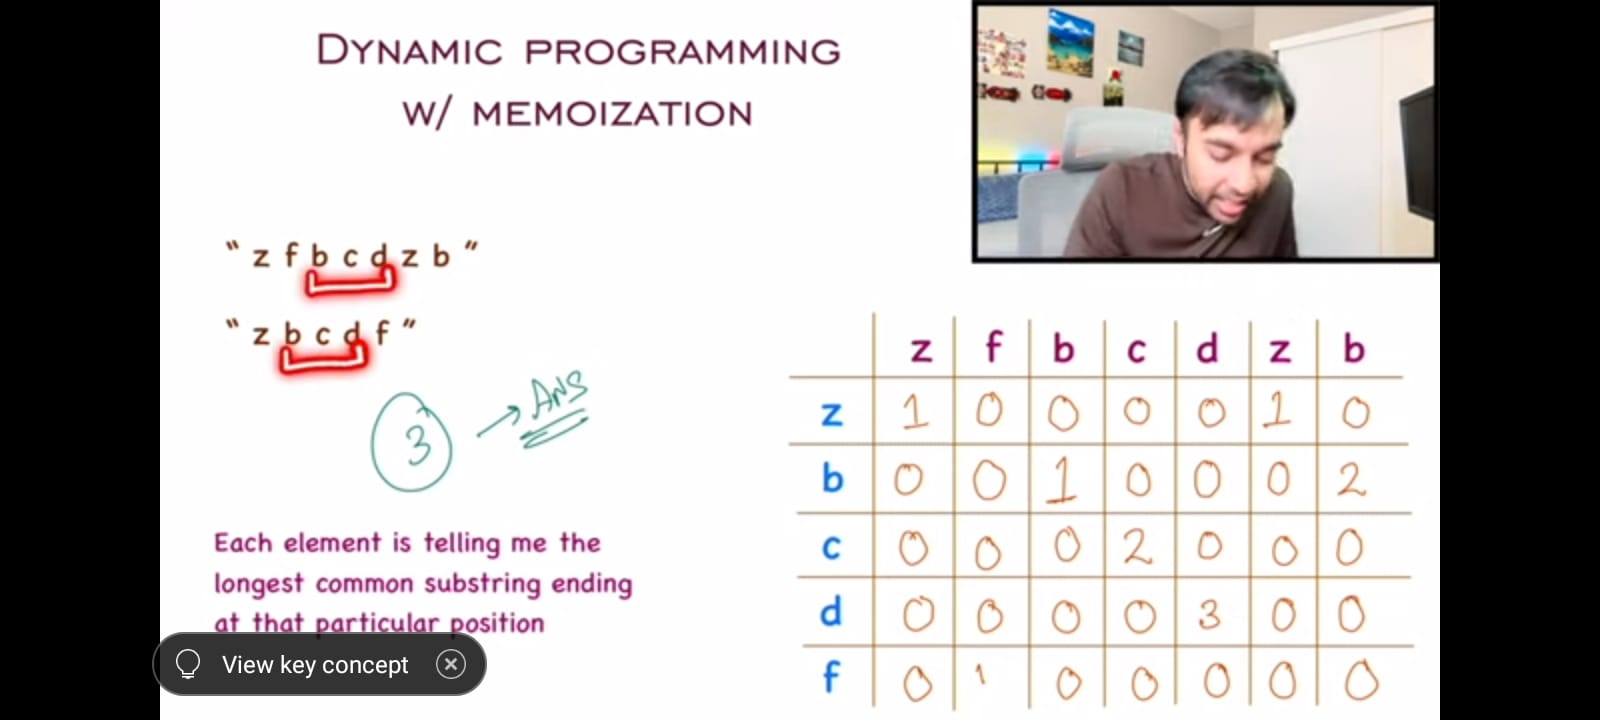 DYNAMIC PROGRAMMING
W/ MEMOIZATION
" z f b c d z b "
" z b c d f "
3 → Ans
Each element is telling me the
longest common substring ending
at that particular position
View key concept
z f b c d z b
z 1 0 0 0 0 1 0
b 0 0 1 0 0 0 2
c 0 0 0 2 0 0 0
d 0 0 0 0 3 0 0
f 0 1 0 0 0 0 0